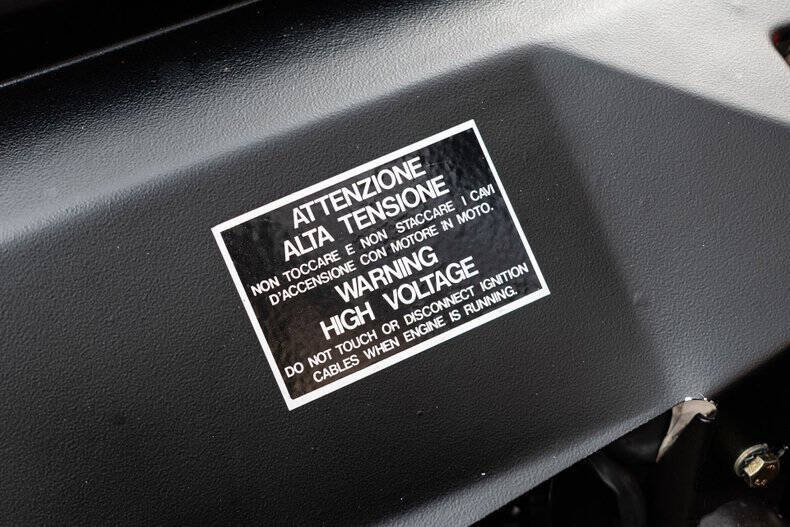 ATTENZIONE
ALTA TENSIONE
NON TOCCARE E NON STACCARE I CAVI
D'ACCENSIONE CON MOTORE IN MOTO.
WARNING
HIGH VOLTAGE
DO NOT TOUCH OR DISCONNECT IGNITION
CABLES WHEN ENGINE IS RUNNING.